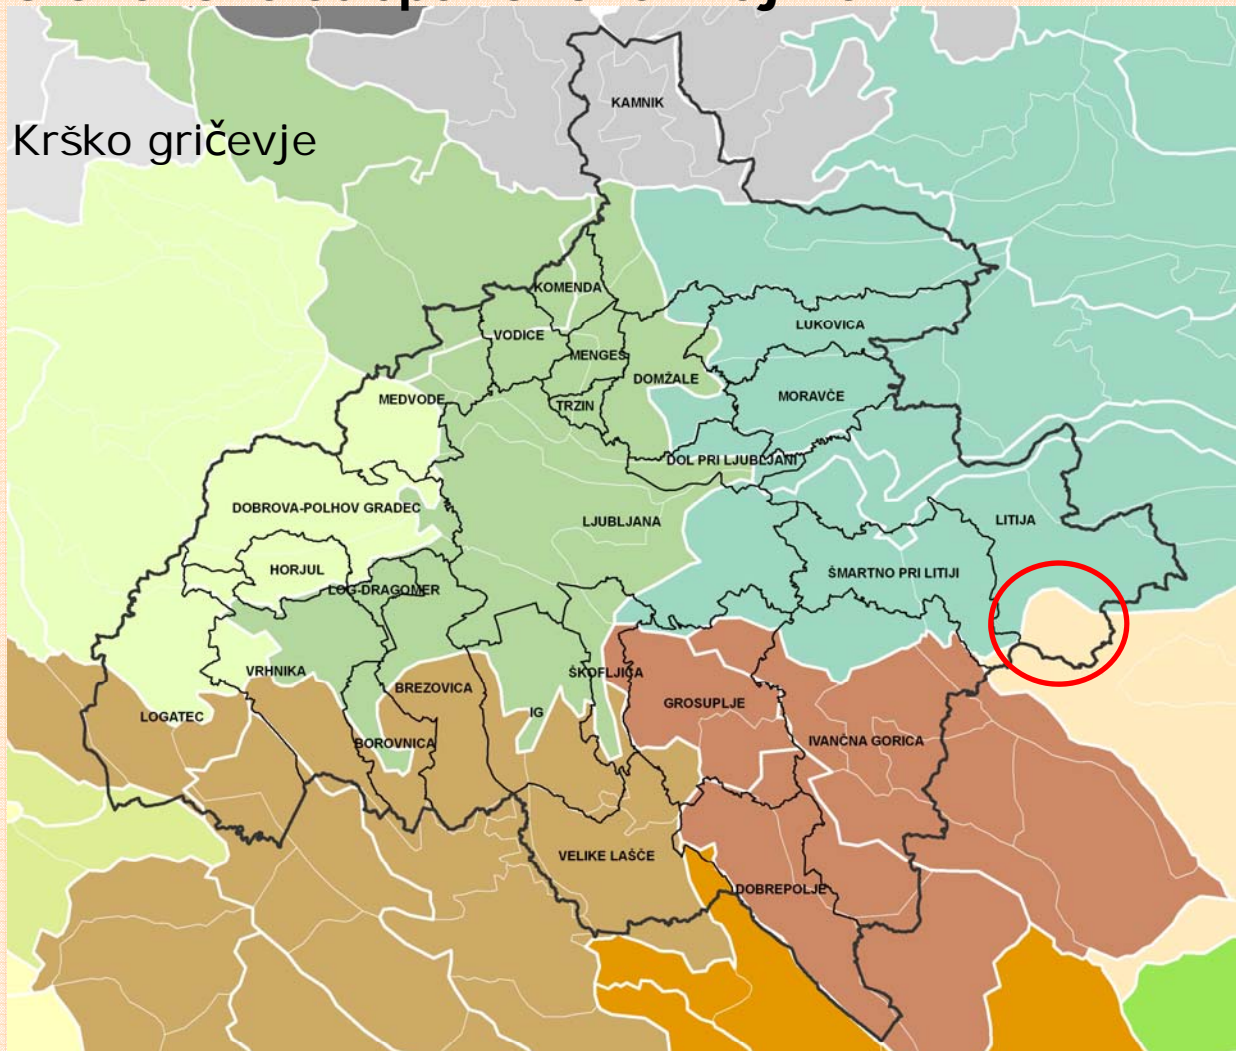 Krško gričevje
KAMNIK
KOMENDA
LUKOVICA
VODICE
MENGEŠ
DOMŽALE
MEDVODE
MORAVČE
TRZIN
DOL PRI LJUBLJANI
DOBROVA-POLHOV GRADEC
LJUBLJANA
LITIJA
HORJUL
ŠMARTNO PRI LITIJI
LOG-DRAGOMER
VRHNIKA
ŠKOFLJICA
BREZOVICA
GROSUPLJE
LOGATEC
IG
IVANČNA GORICA
BOROVNICA
VELIKE LAŠČE
DOBREPOLJE